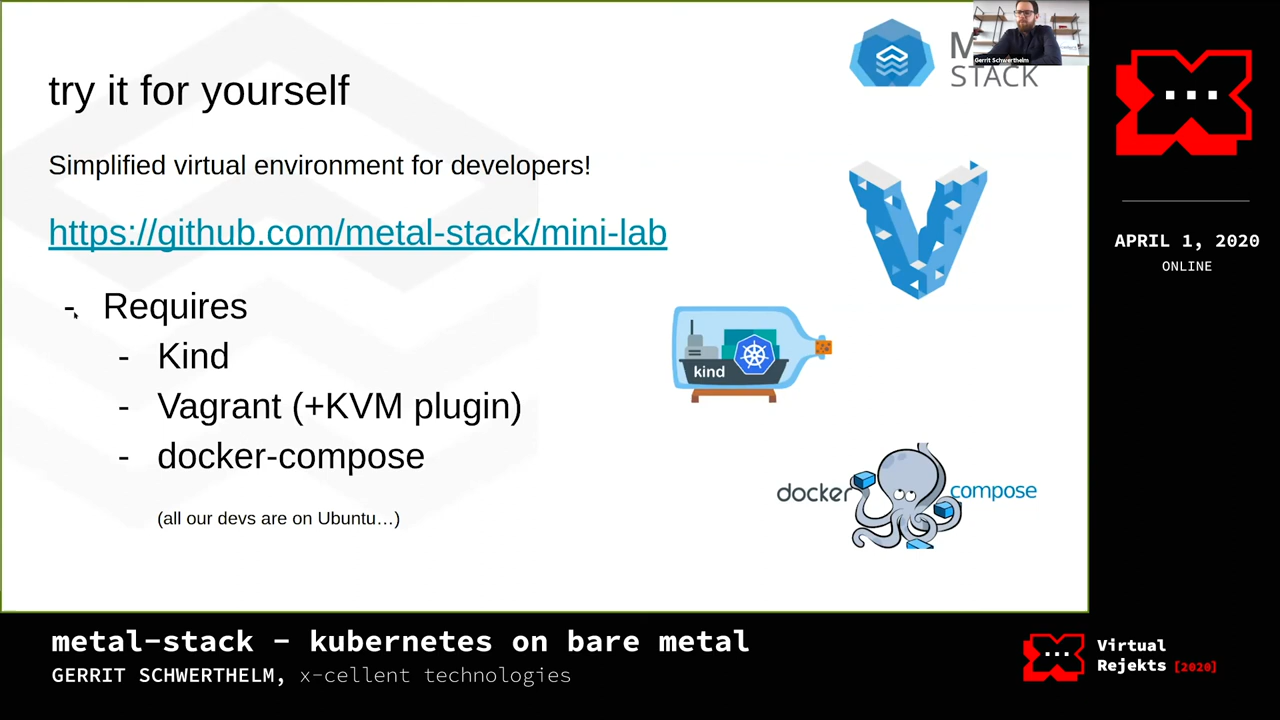 try it for yourself
Simplified virtual environment for developers!
https://github.com/metal-stack/mini-lab
- Requires
- Kind
- Vagrant (+KVM plugin)
- docker-compose
(all our devs are on Ubuntu…)
M
STACK
Gerrit Schwerthelm
kind
docker compose
APRIL 1, 2020
ONLINE
metal-stack - kubernetes on bare metal
GERRIT SCHWERTHELM, x-cellent technologies
Virtual
Rejekts [2020]